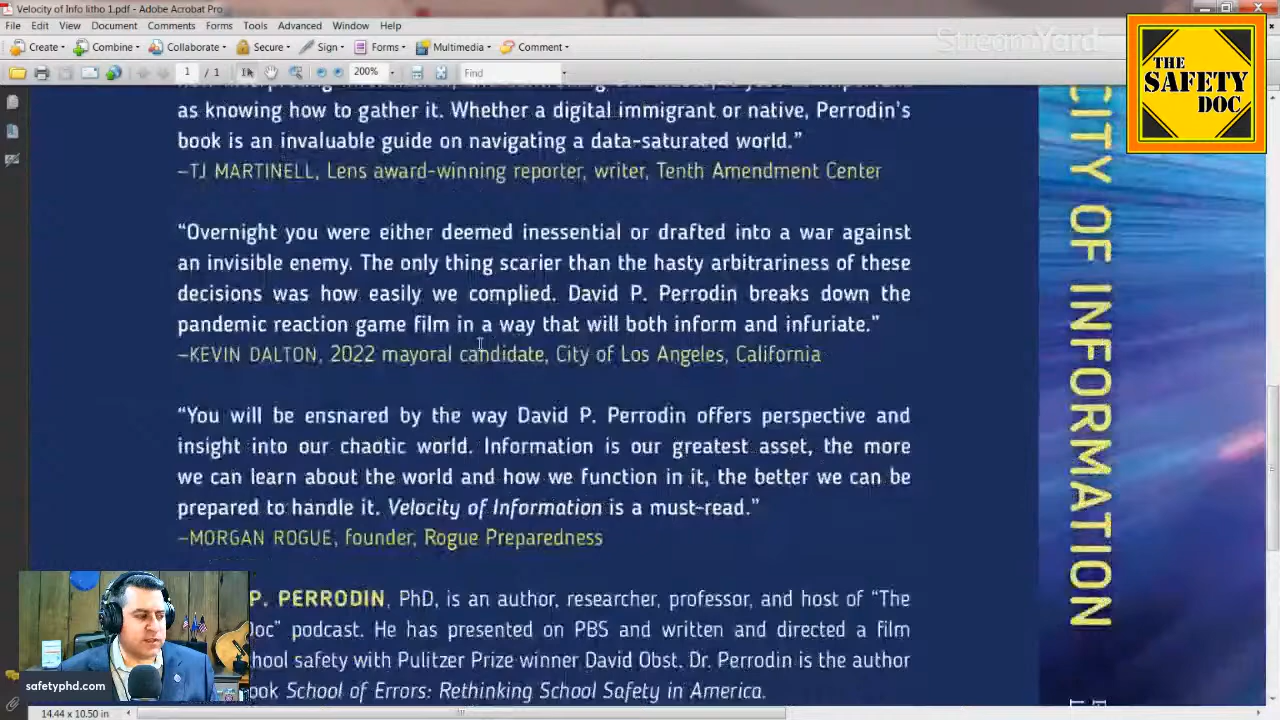 Velocity of Info litho 1.pdf - Adobe Acrobat Pro
File Edit View Document Comments Forms Tools Advanced Window Help
Create Combine Collaborate Secure Sign Forms Multimedia Comment
1 / 1 200% Find
StreamYard
THE
SAFETY
DOC
as knowing how to gather it. Whether a digital immigrant or native, Perrodin's
book is an invaluable guide on navigating a data-saturated world.”
–TJ MARTINELL, Lens award-winning reporter, writer, Tenth Amendment Center
“Overnight you were either deemed inessential or drafted into a war against
an invisible enemy. The only thing scarier than the hasty arbitrariness of these
decisions was how easily we complied. David P. Perrodin breaks down the
pandemic reaction game film in a way that will both inform and infuriate.”
–KEVIN DALTON, 2022 mayoral candidate, City of Los Angeles, California
“You will be ensnared by the way David P. Perrodin offers perspective and
insight into our chaotic world. Information is our greatest asset, the more
we can learn about the world and how we function in it, the better we can be
prepared to handle it. Velocity of Information is a must-read.”
–MORGAN ROGUE, founder, Rogue Preparedness
P. PERRODIN, PhD, is an author, researcher, professor, and host of “The
Doc” podcast. He has presented on PBS and written and directed a film
hool safety with Pulitzer Prize winner David Obst. Dr. Perrodin is the author
ook School of Errors: Rethinking School Safety in America.
CITY OF INFORMATION
safetyphd.com
14.44 x 10.50 in